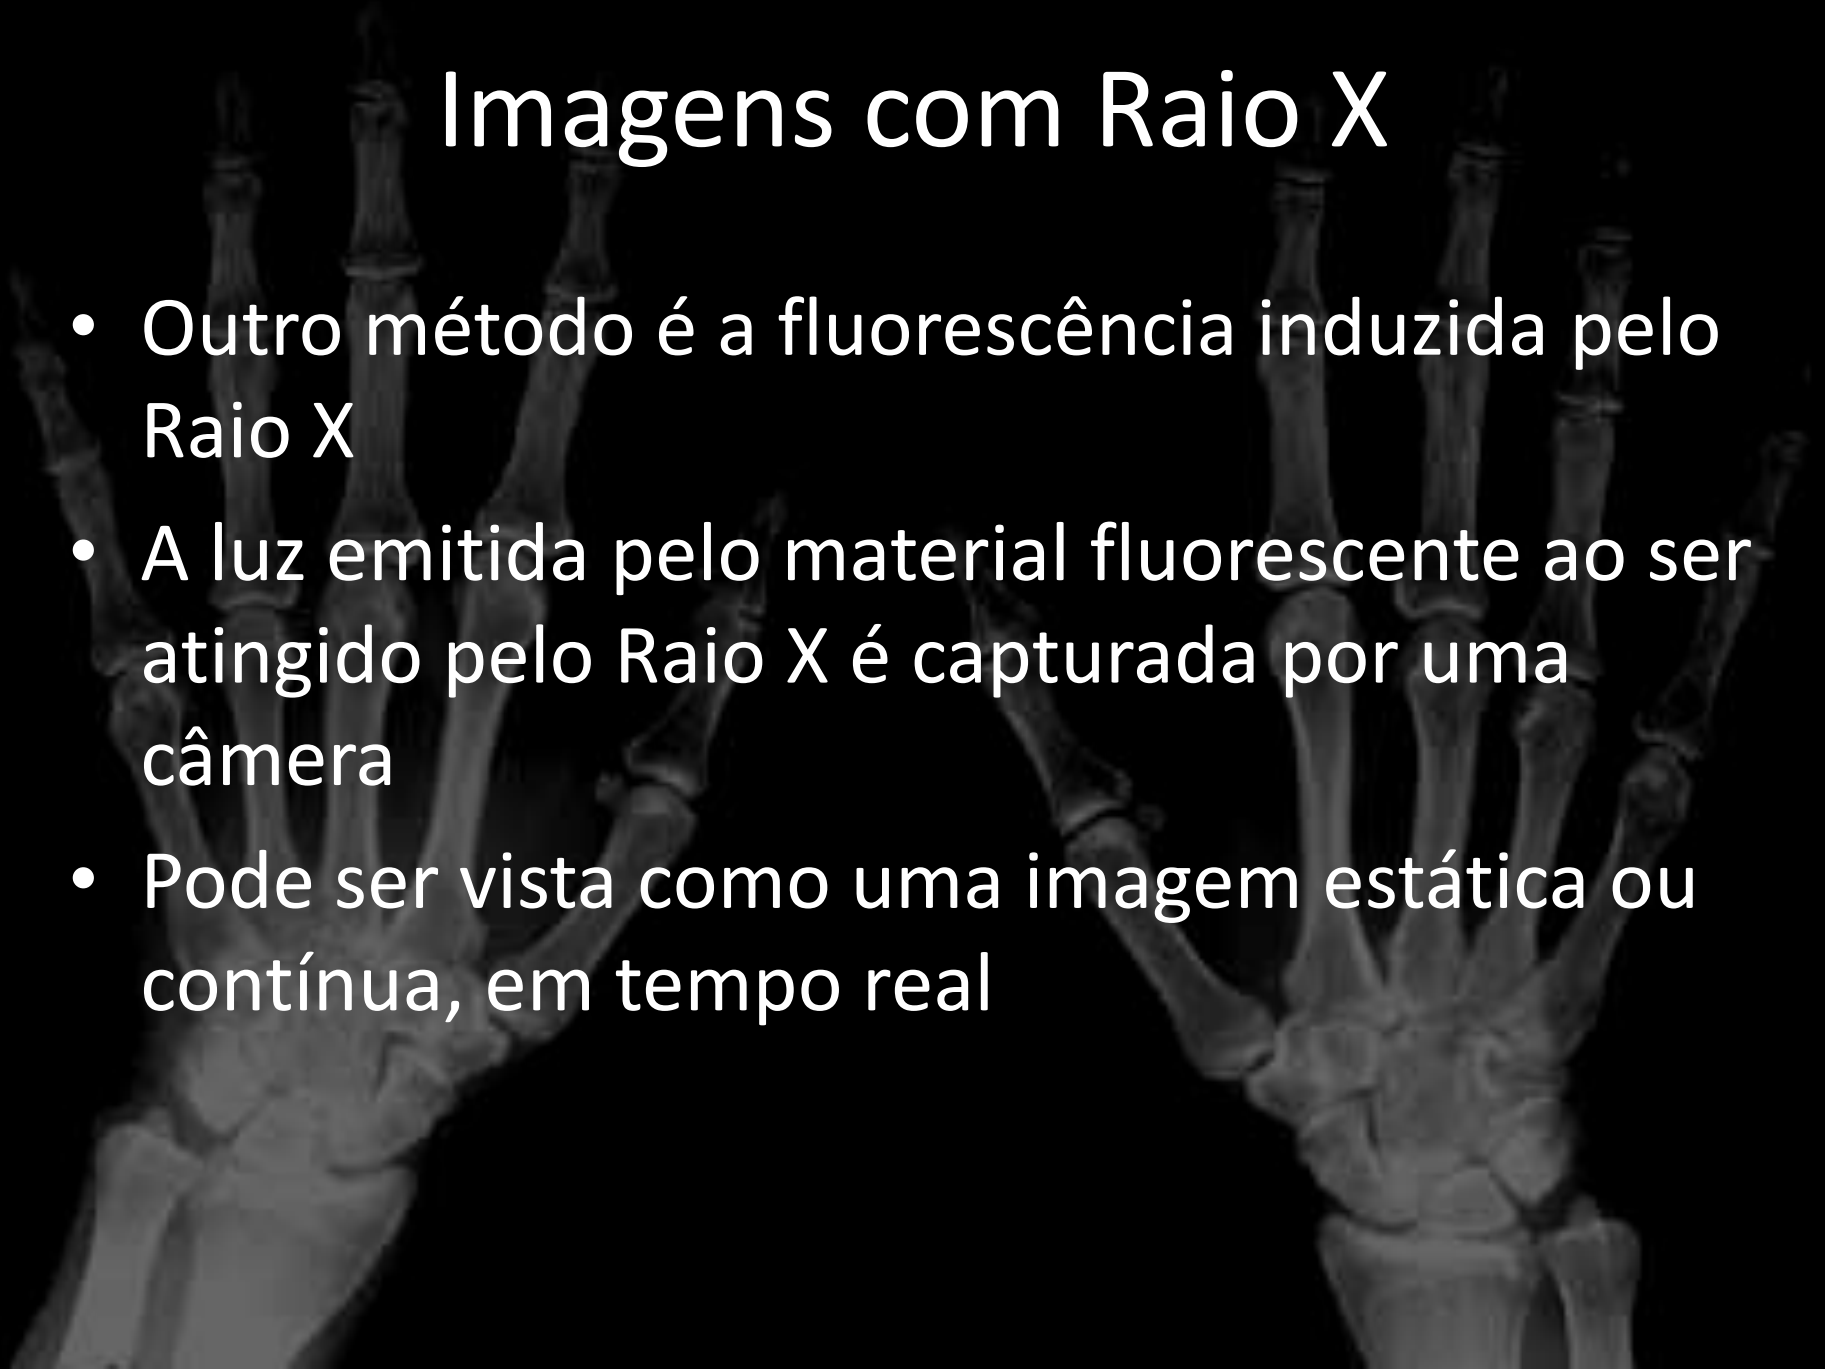 Imagens com Raio X
• Outro método é a fluorescência induzida pelo
Raio X
• A luz emitida pelo material fluorescente ao ser
atingido pelo Raio X é capturada por uma
câmera
• Pode ser vista como uma imagem estática ou
contínua, em tempo real